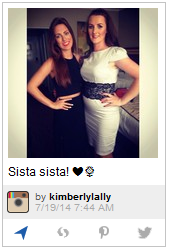 Sista sista! ❤🌹
by kimberlylally
7/19/14 7:44 AM